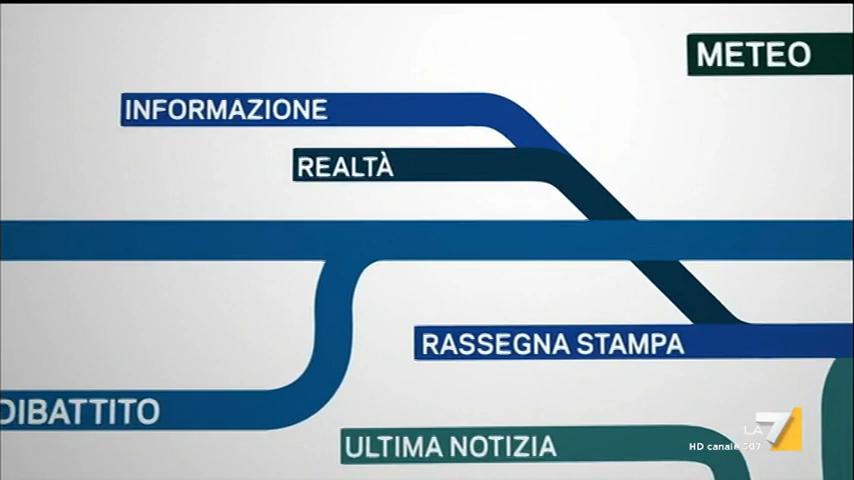 METEO
INFORMAZIONE
REALTÀ
RASSEGNA STAMPA
DIBATTITO
LA7
HD canale 507
ULTIMA NOTIZIA